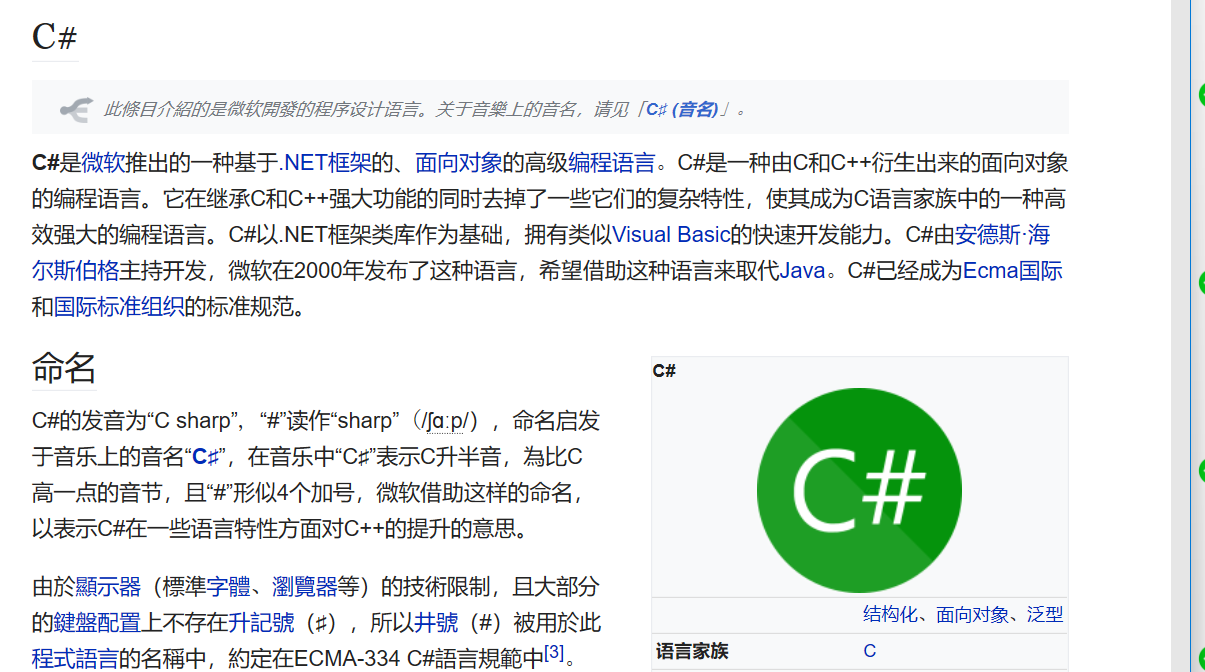 C#
此條目介紹的是微软開發的程序设计语言。关于音樂上的音名，请见「C♯ (音名)」。
C#是微软推出的一种基于.NET框架的、面向对象的高级编程语言。C#是一种由C和C++衍生出来的面向对象
的编程语言。它在继承C和C++强大功能的同时去掉了一些它们的复杂特性，使其成为C语言家族中的一种高
效强大的编程语言。C#以.NET框架类库作为基础，拥有类似Visual Basic的快速开发能力。C#由安德斯·海
尔斯伯格主持开发，微软在2000年发布了这种语言，希望借助这种语言来取代Java。C#已经成为Ecma国际
和国际标准组织的标准规范。
命名
C#的发音为“C sharp”，“#”读作“sharp”（/ʃɑːp/），命名启发
于音乐上的音名“C♯”，在音乐中“C♯”表示C升半音，為比C
高一点的音节，且“#”形似4个加号，微软借助这样的命名，
以表示C#在一些语言特性方面对C++的提升的意思。
由於顯示器（標準字體、瀏覽器等）的技術限制，且大部分
的鍵盤配置上不存在升記號（♯），所以井號（#）被用於此
程式語言的名稱中，約定在ECMA-334 C#語言規範中[3]。
C#
C#
结构化、面向对象、泛型
语言家族 C